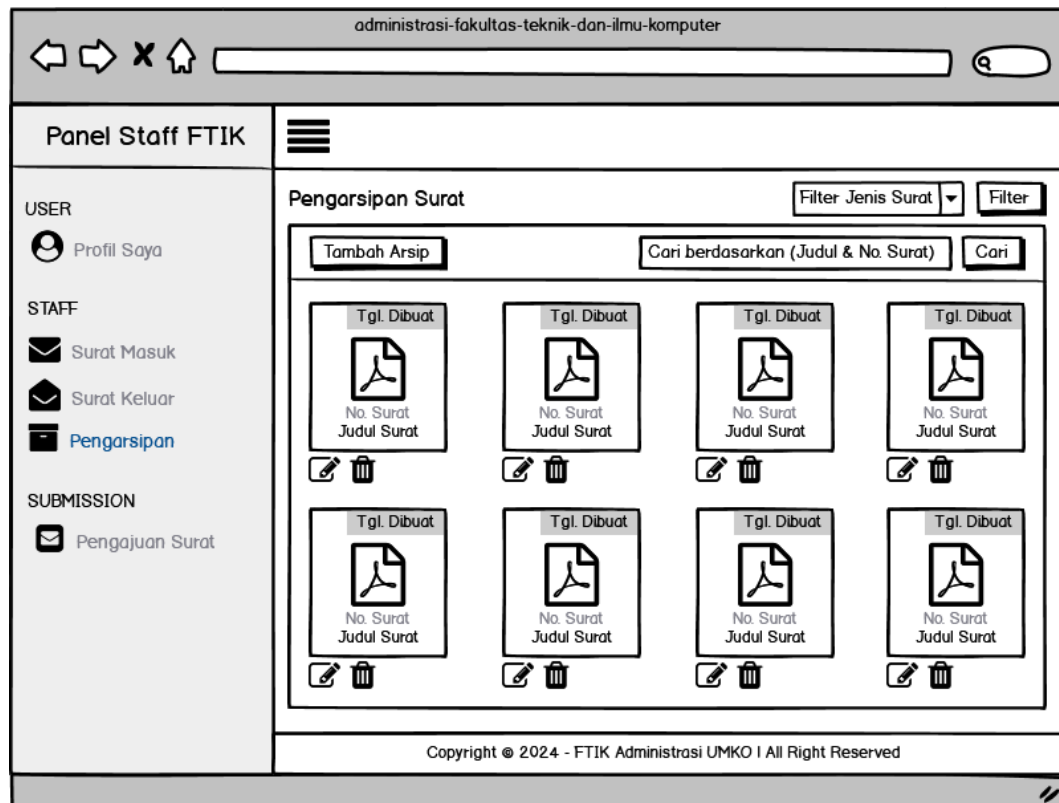 administrasi-fakultas-teknik-dan-ilmu-komputer
Panel Staff FTIK
USER
Profil Saya
STAFF
Surat Masuk
Surat Keluar
Pengarsipan
SUBMISSION
Pengajuan Surat
Pengarsipan Surat
Filter Jenis Surat
Filter
Tambah Arsip
Cari berdasarkan (Judul & No. Surat)
Cari
Tgl. Dibuat
No. Surat
Judul Surat
Tgl. Dibuat
No. Surat
Judul Surat
Tgl. Dibuat
No. Surat
Judul Surat
Tgl. Dibuat
No. Surat
Judul Surat
Tgl. Dibuat
No. Surat
Judul Surat
Tgl. Dibuat
No. Surat
Judul Surat
Tgl. Dibuat
No. Surat
Judul Surat
Tgl. Dibuat
No. Surat
Judul Surat
Copyright © 2024 - FTIK Administrasi UMKO | All Right Reserved